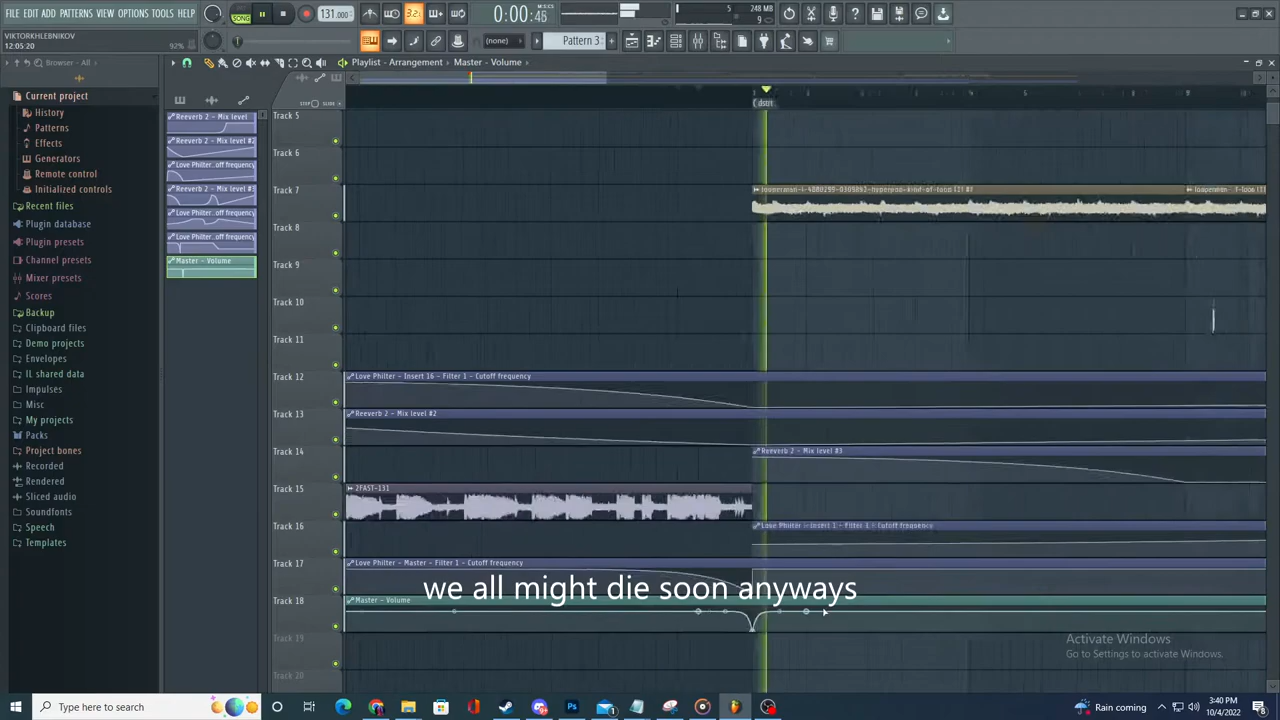 FILE EDIT ADD PATTERNS VIEW OPTIONS TOOLS HELP
SONG
131.000
3.2
0:00:46
M:S:CS
5
248 MB
9
VIKTORKHLEBNIKOV
12:05:20
92%
(none)
Pattern 3
Browser - All
Playlist - Arrangement
Master - Volume
STEP
SLIDE
Current project
History
Patterns
Effects
Generators
Remote control
Initialized controls
Recent files
Plugin database
Plugin presets
Channel presets
Mixer presets
Scores
Backup
Clipboard files
Demo projects
Envelopes
IL shared data
Impulses
Misc
My projects
Packs
Project bones
Recorded
Rendered
Sliced audio
Soundfonts
Speech
Templates
Reeverb 2 - Mix level
Reeverb 2 - Mix level #2
Love Philter...off frequency
Reeverb 2 - Mix level #3
Love Philter...off frequency
Love Philter...off frequency
Master - Volume
Track 5
Track 6
Track 7
Track 8
Track 9
Track 10
Track 11
Track 12
Love Philter - Insert 16 - Filter 1 - Cutoff frequency
Track 13
Reeverb 2 - Mix level #2
Track 14
Reeverb 2 - Mix level #3
Track 15
2FAST-131
Track 16
Love Philter - Insert 1 - Filter 1 - Cutoff frequency
Track 17
Love Philter - Master - Filter 1 - Cutoff frequency
we all might die soon anyways
Track 18
Master - Volume
Track 19
Track 20
Activate Windows
Go to Settings to activate Windows.
Type here to search
Rain coming
3:40 PM
10/4/2022